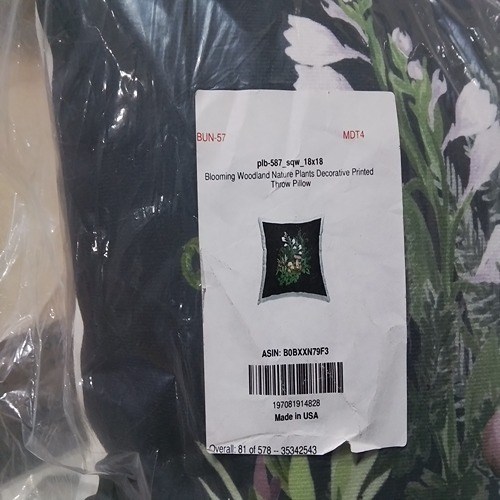 BUN-57 MDT4
plb-587_sqw_18x18
Blooming Woodland Nature Plants Decorative Printed
Throw Pillow
ASIN: B0BXXN79F3
197081914828
Made in USA
Overall: 81 of 578 -- 35342543